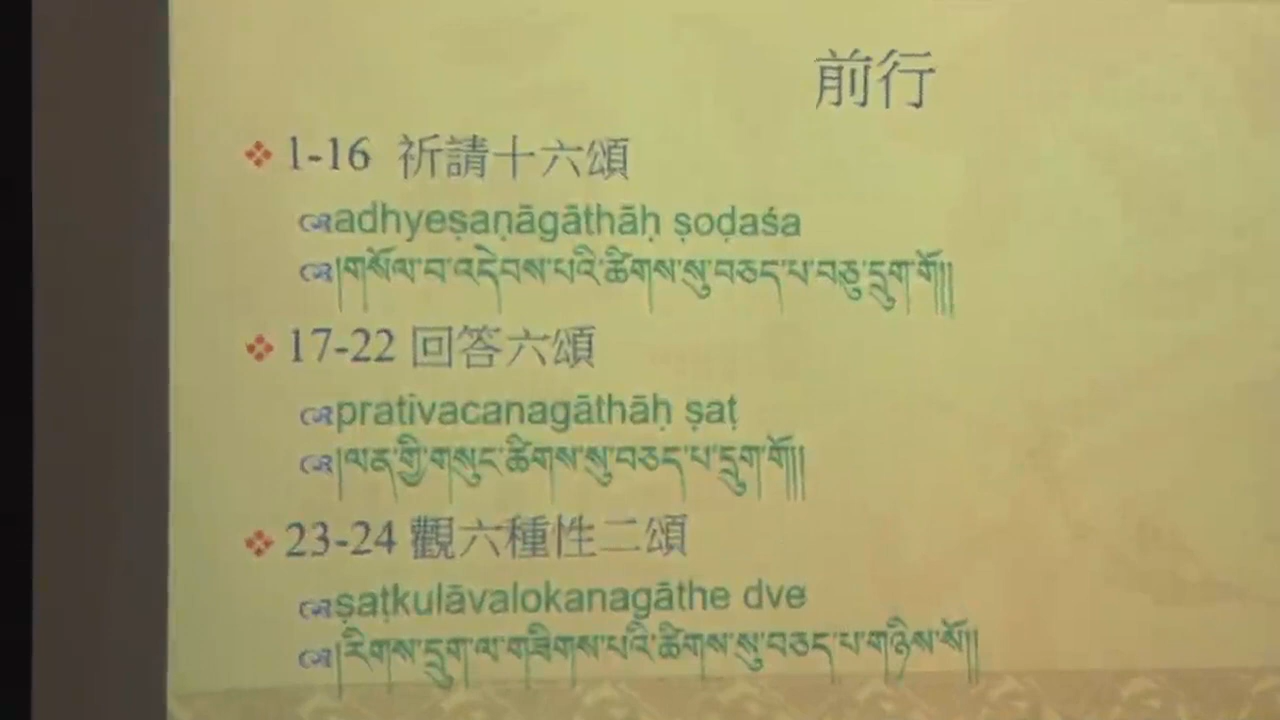 前行
1-16 祈請十六頌
adhyeṣaṇāgāthāḥ ṣoḍaśa
།གསོལ་བ་འདེབས་པའི་ཚིགས་སུ་བཅད་པ་བཅུ་དྲུག་གོ།།
17-22 回答六頌
prativacanagāthāḥ ṣaṭ
།ལན་གྱི་གསུང་ཚིགས་སུ་བཅད་པ་དྲུག་གོ།།
23-24 觀六種性二頌
ṣaṭkulāvalokanagāthe dve
།རིགས་དྲུག་ལ་གཟིགས་པའི་ཚིགས་སུ་བཅད་པ་གཉིས་སོ།།